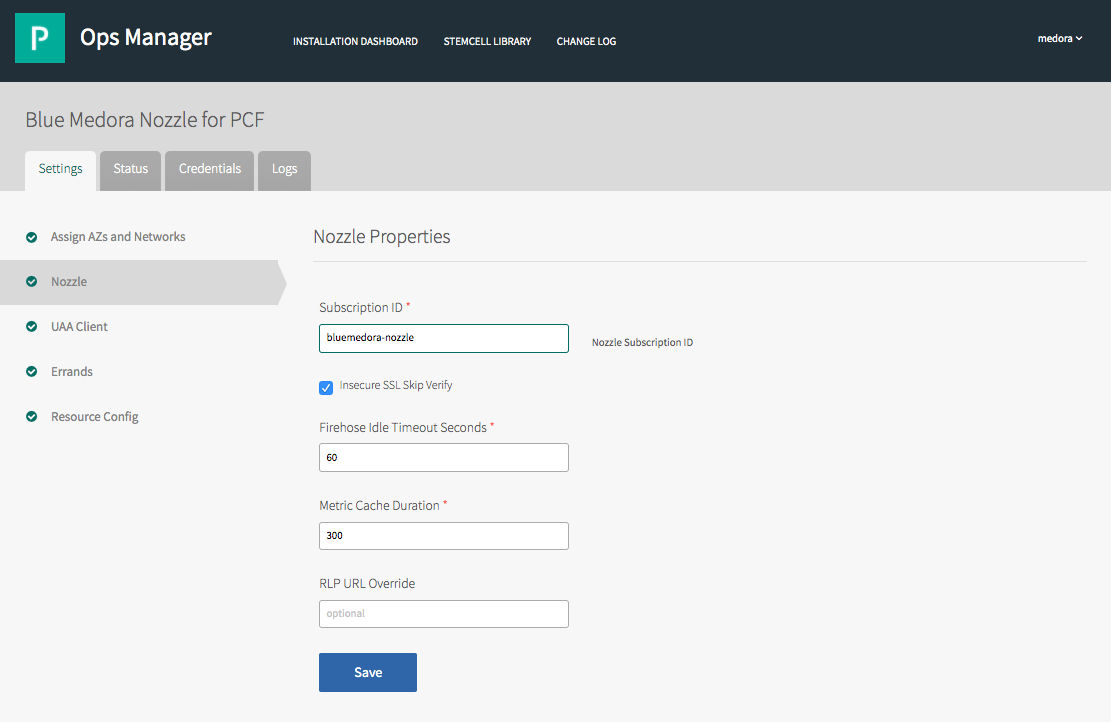 P
Ops Manager
INSTALLATION DASHBOARD STEMCELL LIBRARY CHANGE LOG
medora
Blue Medora Nozzle for PCF
Settings Status Credentials Logs
Assign AZs and Networks
Nozzle
UAA Client
Errands
Resource Config
Nozzle Properties
Subscription ID *
bluemedora-nozzle
Nozzle Subscription ID
Insecure SSL Skip Verify
Firehose Idle Timeout Seconds *
60
Metric Cache Duration *
300
RLP URL Override
optional
Save